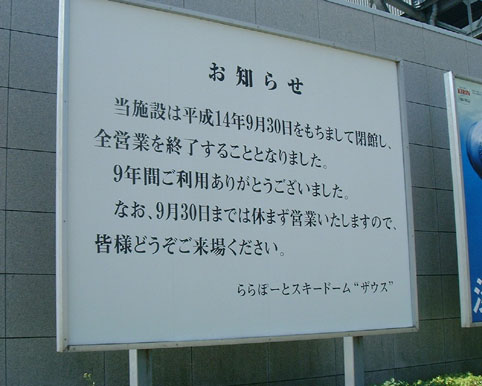 お知らせ
当施設は平成14年9月30日をもちまして閉館し、
全営業を終了することとなりました。
9年間ご利用ありがとうございました。
なお、9月30日までは休まず営業いたしますので、
皆様どうぞご来場ください。
ららぽーとスキードーム“ザウス”